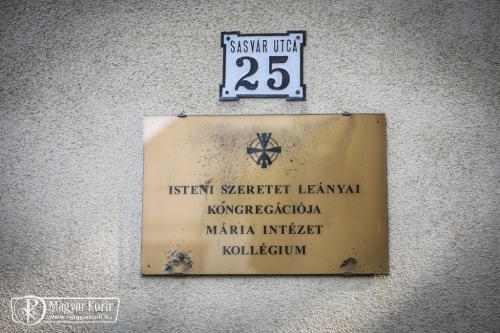 SASVÁR UTCA
25
ISTENI SZERETET LEÁNYAI
KONGREGÁCIÓJA
MÁRIA INTÉZET
KOLLÉGIUM
Magyar Kurír
www.magyarkurir.hu